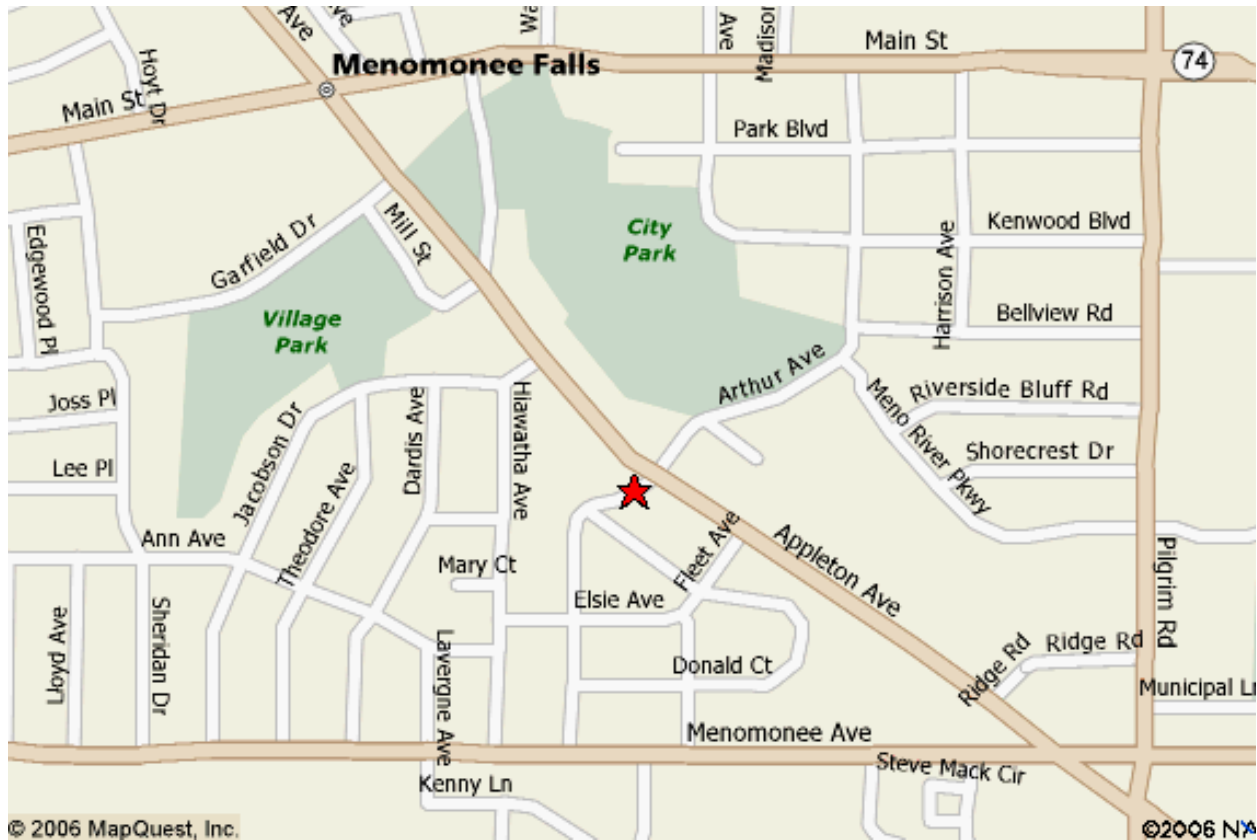 Ave
Ave
Wa
Ave
Madison
Main St
74
Hoyt Dr
Menomonee Falls
Main St
Park Blvd
Edgewood Pl
Garfield Dr
Mill St
City
Park
Kenwood Blvd
Harrison Ave
Bellview Rd
Village
Park
Arthur Ave
Joss Pl
Hiawatha Ave
Dardis Ave
Jacobson Dr
Meno River Pkwy
Riverside Bluff Rd
Lee Pl
Shorecrest Dr
Theodore Ave
Ann Ave
Fleet Ave
Appleton Ave
Pilgrim Rd
Mary Ct
Elsie Ave
Lloyd Ave
Sheridan Dr
Lavergne Ave
Donald Ct
Ridge Rd
Ridge Rd
Municipal Ln
Menomonee Ave
Steve Mack Cir
Kenny Ln
© 2006 MapQuest, Inc.
©2006 NA